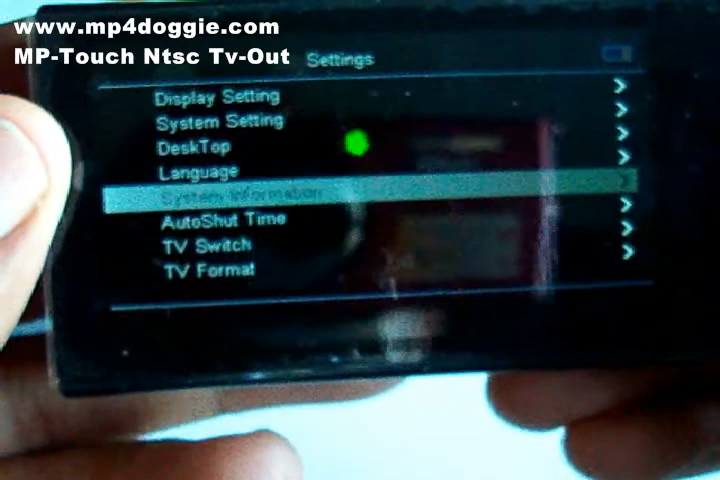 www.mp4doggie.com
MP-Touch Ntsc Tv-Out
Settings
Display Setting
System Setting
DeskTop
Language
System Information
AutoShut Time
TV Switch
TV Format